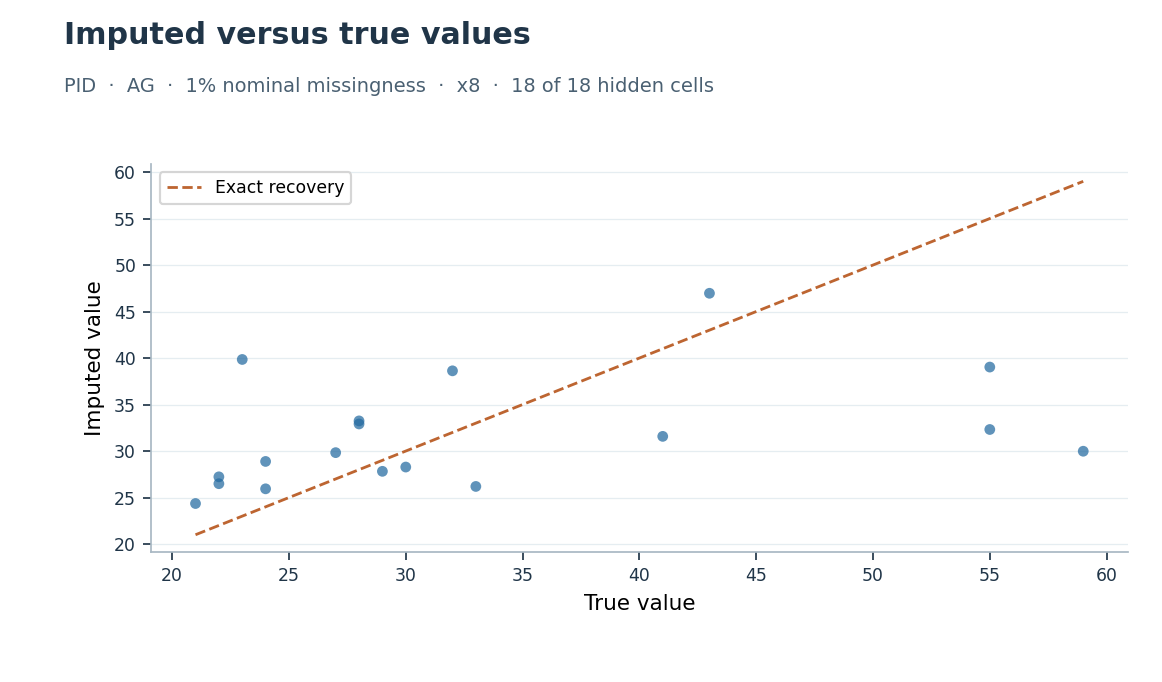 Imputed versus true values
PID · AG · 1% nominal missingness · x8 · 18 of 18 hidden cells
Exact recovery
60
55
50
45
40
35
30
25
20
Imputed value
20 25 30 35 40 45 50 55 60
True value